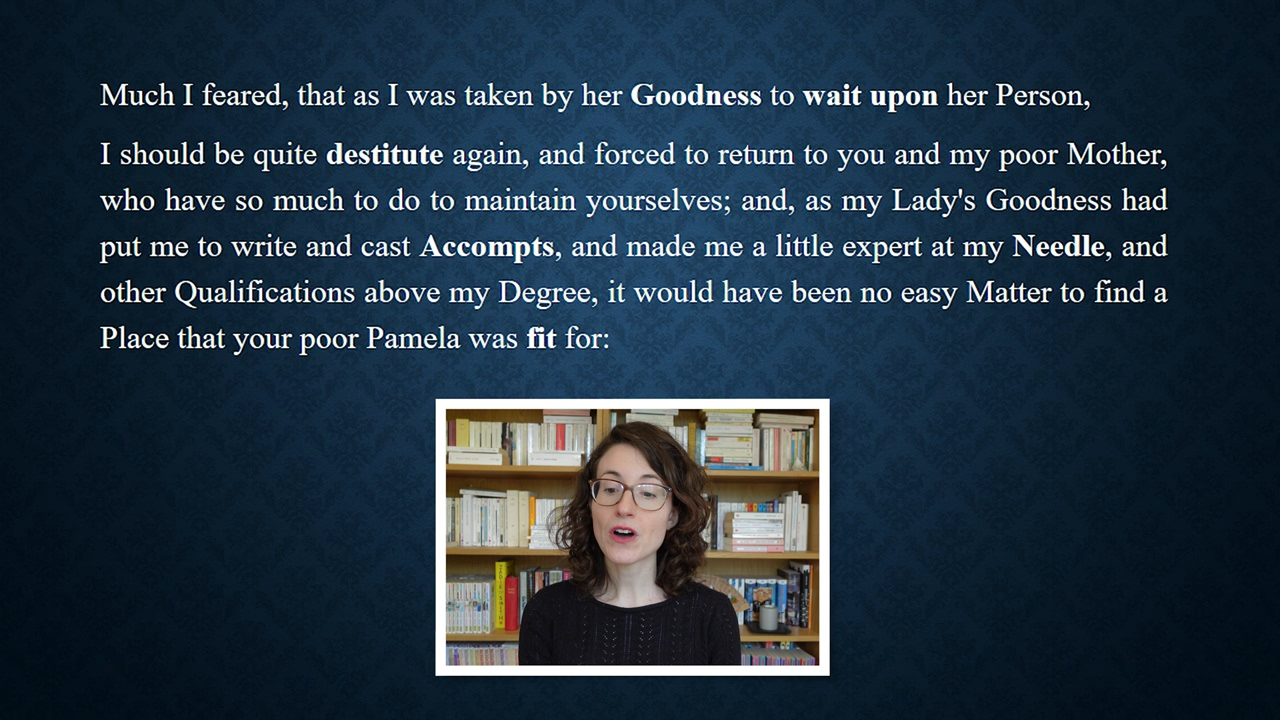 Much I feared, that as I was taken by her Goodness to wait upon her Person,
I should be quite destitute again, and forced to return to you and my poor Mother,
who have so much to do to maintain yourselves; and, as my Lady's Goodness had
put me to write and cast Accompts, and made me a little expert at my Needle, and
other Qualifications above my Degree, it would have been no easy Matter to find a
Place that your poor Pamela was fit for: